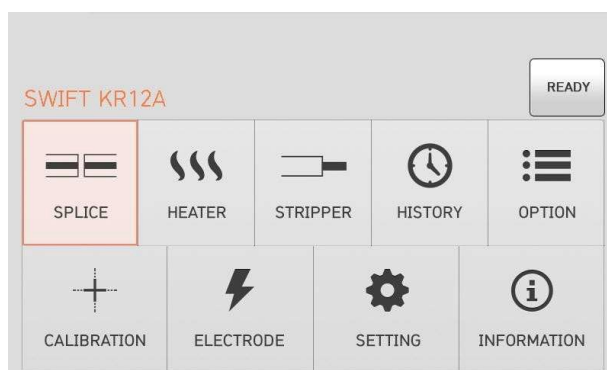 READY
SWIFT KR12A
SPLICE
HEATER
STRIPPER
HISTORY
OPTION
CALIBRATION
ELECTRODE
SETTING
INFORMATION